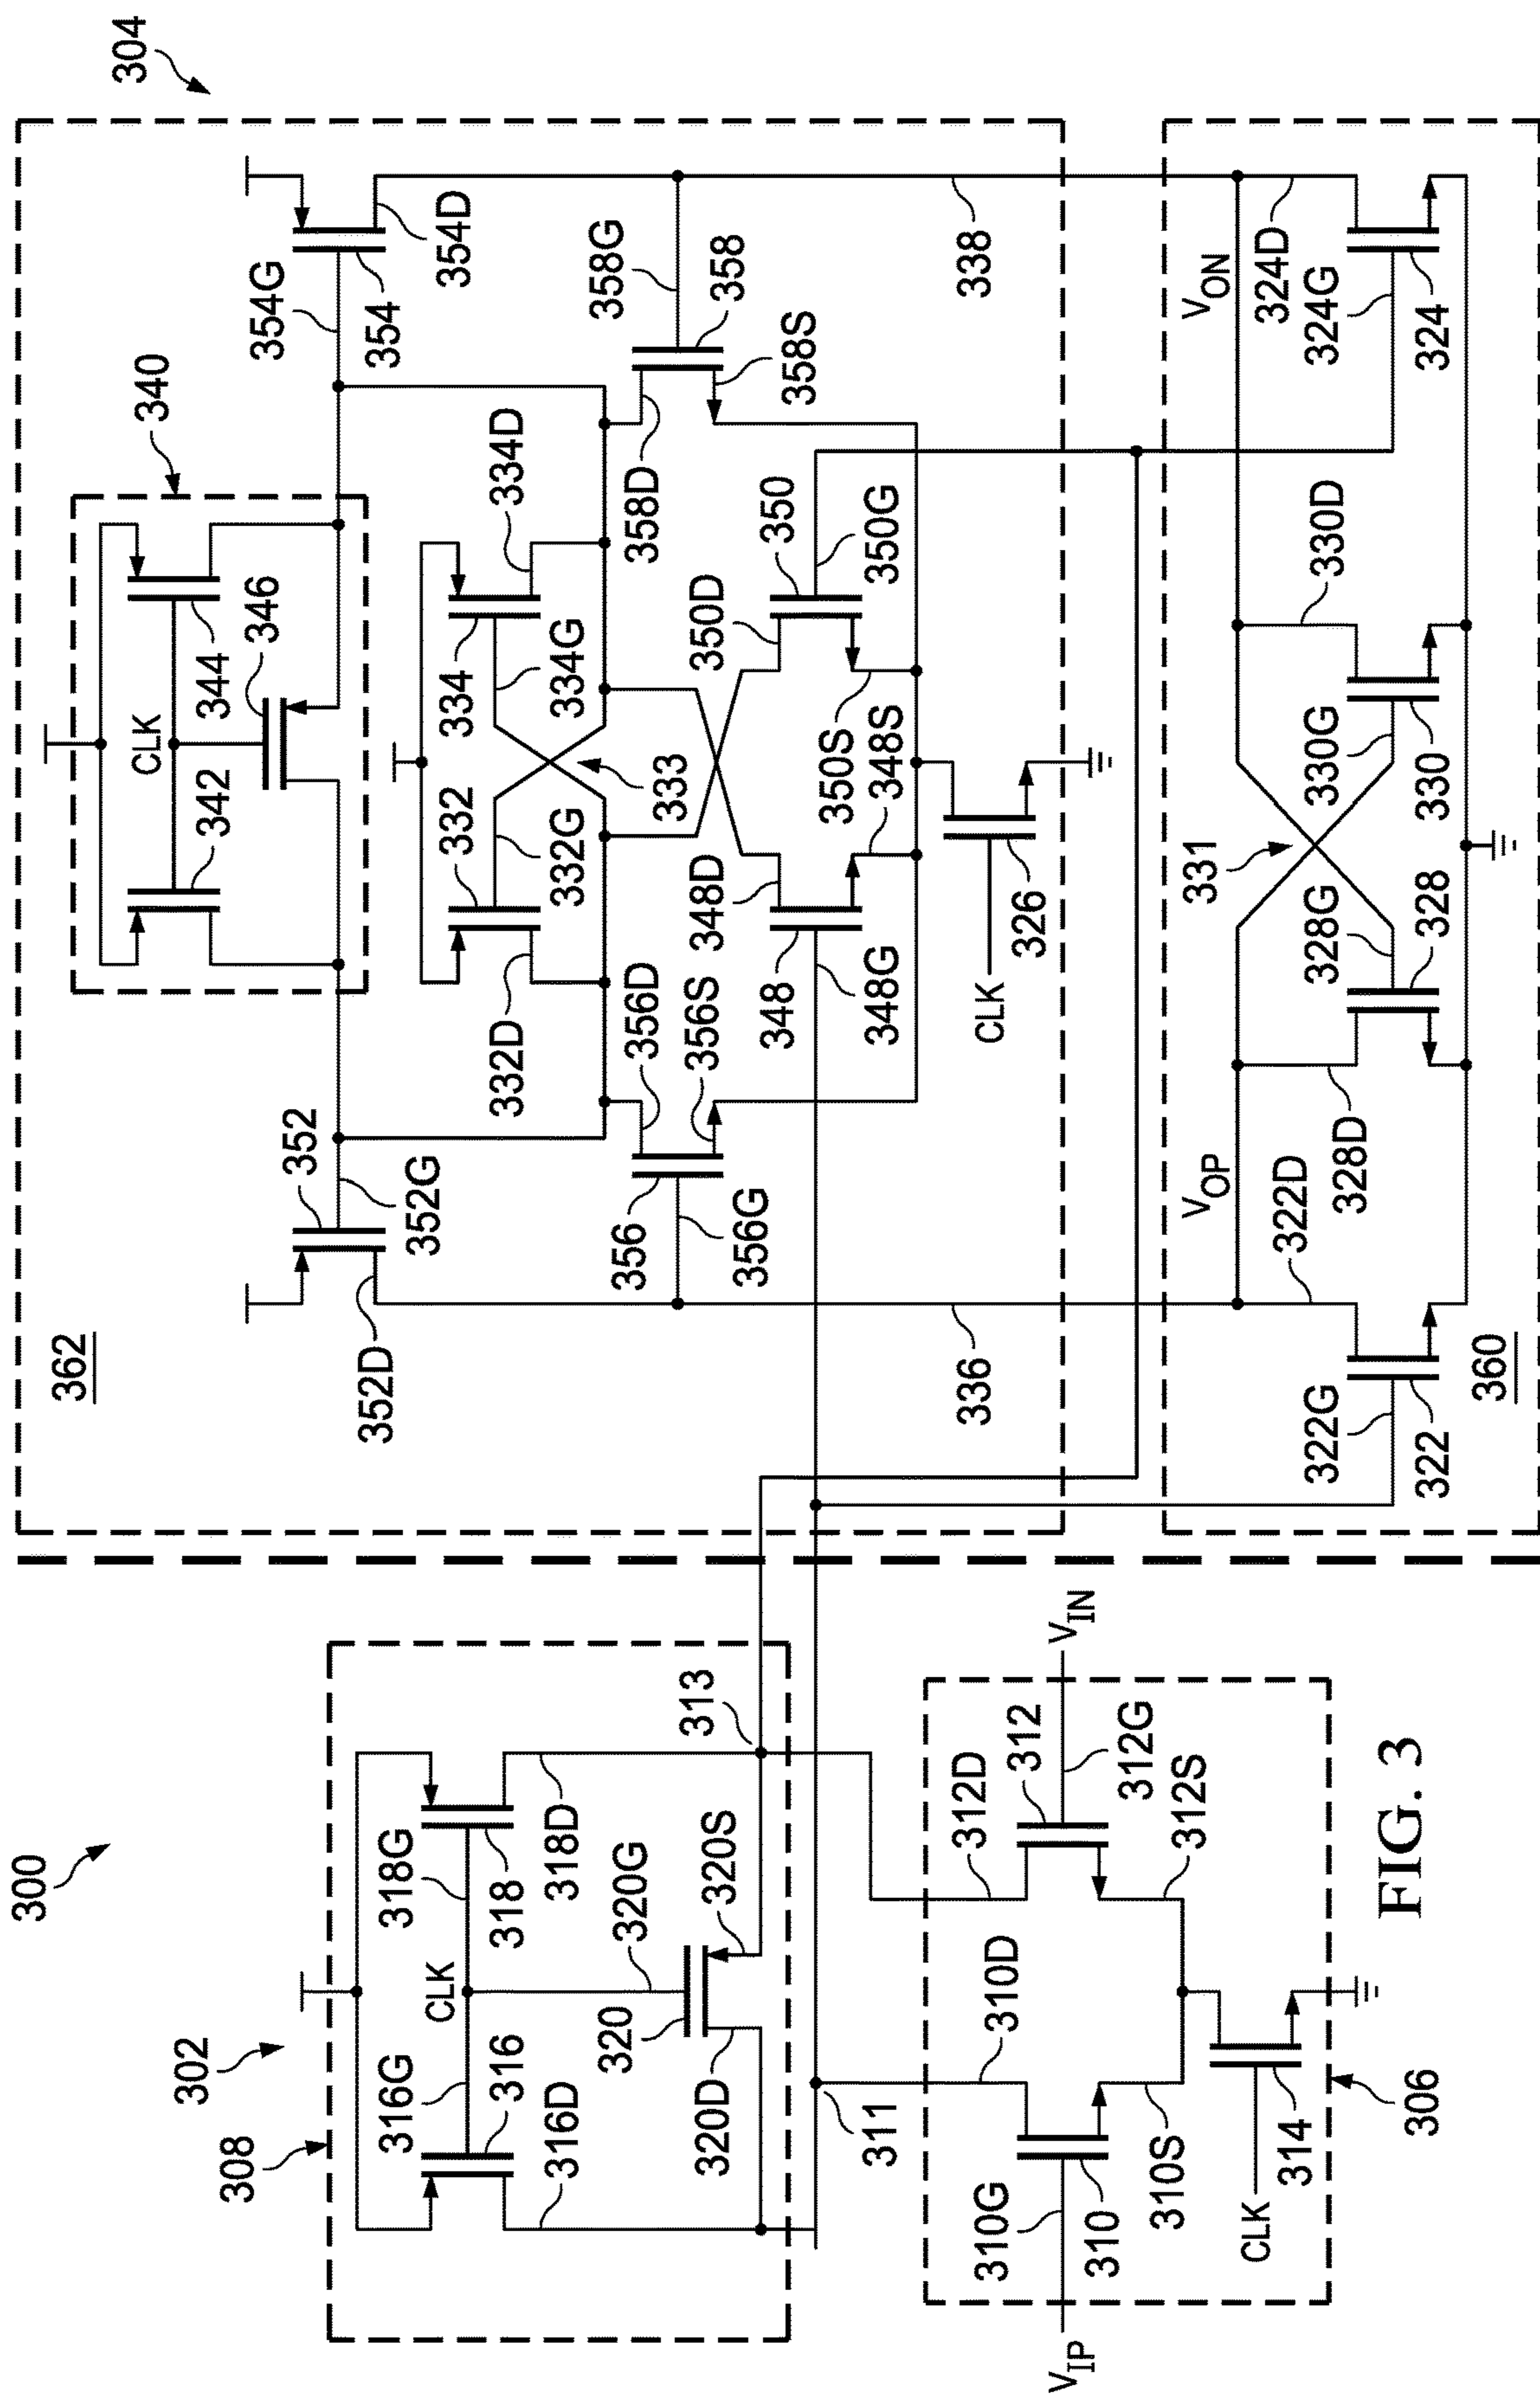 300
302
308
316G
316
316D
CLK
318G
318
318D
320G
320
320S
320D
313
311
310D
312D
312
V_IN
312G
312S
V_IP
310G
310
310S
CLK
314
306
FIG. 3
304
362
340
342
CLK
344
346
352
352G
352D
354G
354
354D
332
332G
332D
333
334
334G
334D
356D
356S
356
356G
358G
358
358S
358D
348D
348
348G
348S
350D
350
350G
350S
CLK
326
336
338
V_OP
V_ON
322D
322G
322
328D
328G
328
331
330D
330G
330
324D
324G
324
360